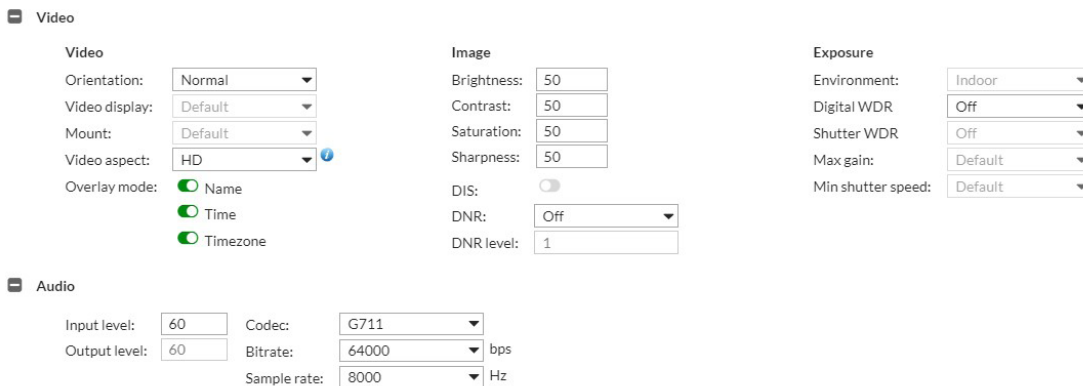 Video
Video
Orientation: Normal
Video display: Default
Mount: Default
Video aspect: HD
Overlay mode: Name
Time
Timezone
Image
Brightness: 50
Contrast: 50
Saturation: 50
Sharpness: 50
DIS:
DNR: Off
DNR level: 1
Exposure
Environment: Indoor
Digital WDR Off
Shutter WDR Off
Max gain: Default
Min shutter speed: Default
Audio
Input level: 60
Output level: 60
Codec: G711
Bitrate: 64000 bps
Sample rate: 8000 Hz